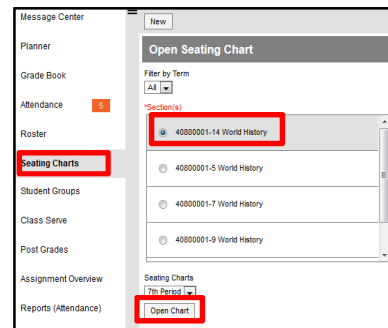 Message Center
Planner
Grade Book
Attendance 5
Roster
Seating Charts
Student Groups
Class Serve
Post Grades
Assignment Overview
Reports (Attendance)
New
Open Seating Chart
Filter by Term
All
*Section(s)
40800001-14 World History
40800001-5 World History
40800001-7 World History
40800001-9 World History
Seating Charts
7th Period
Open Chart